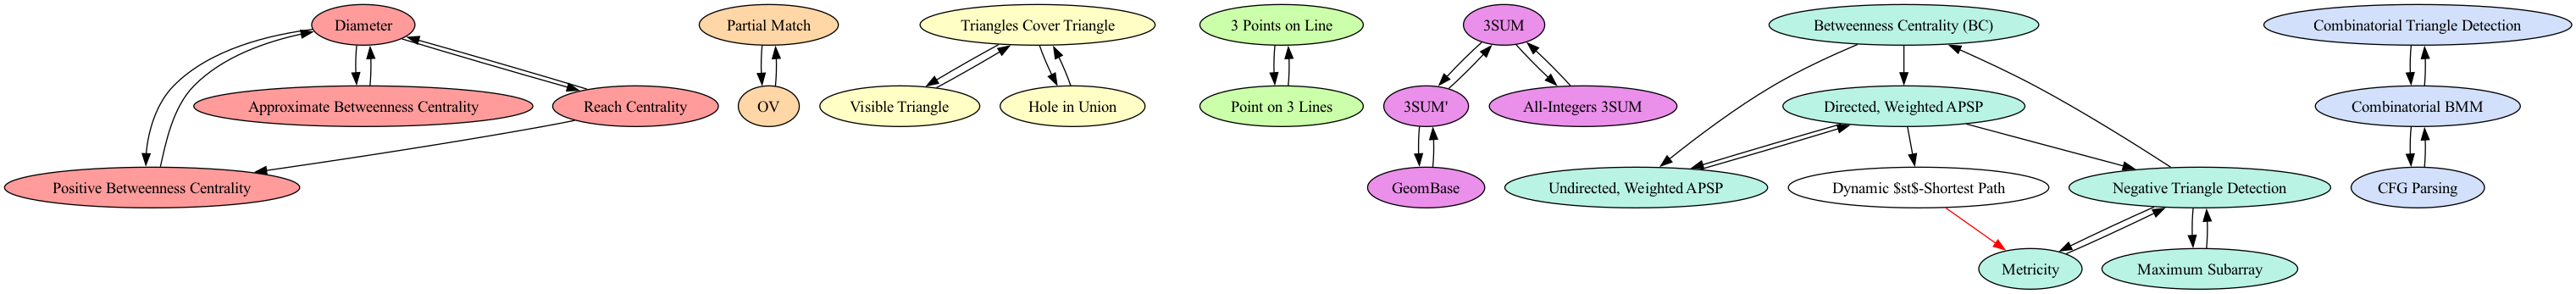 Diameter
Partial Match
Triangles Cover Triangle
3 Points on Line
3SUM
Betweenness Centrality (BC)
Combinatorial Triangle Detection
Approximate Betweenness Centrality
Reach Centrality
OV
Visible Triangle
Hole in Union
Point on 3 Lines
3SUM'
All-Integers 3SUM
Directed, Weighted APSP
Combinatorial BMM
Positive Betweenness Centrality
GeomBase
Undirected, Weighted APSP
Dynamic $st$-Shortest Path
Negative Triangle Detection
CFG Parsing
Metricity
Maximum Subarray